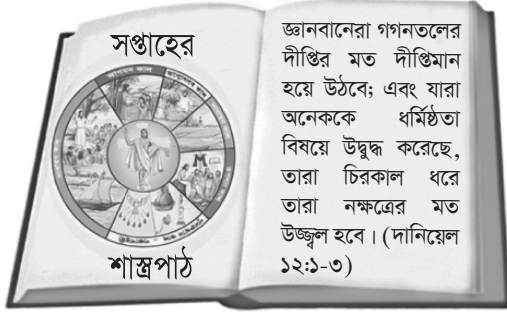 সপ্তাহের
শাস্ত্রপাঠ
জ্ঞানবানেরা গগনতলের
দীপ্তির মত দীপ্তিমান
হয়ে উঠবে; এবং যারা
অনেককে ধর্মিষ্ঠতা
বিষয়ে উদ্বুদ্ধ করেছে,
তারা চিরকাল ধরে
তারা নক্ষত্রের মত
উজ্জ্বল হবে। (দানিয়েল
১২:১-৩)